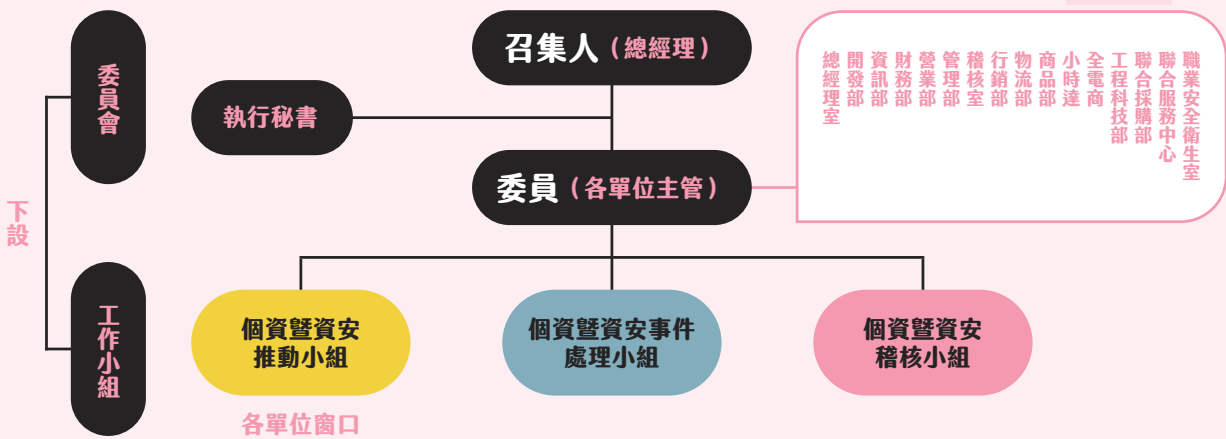 委員會
下設
工作小組
召集人（總經理）
執行秘書
委員（各單位主管）
總經理室
開發部
資訊部
財務部
營業部
管理部
稽核室
行銷部
物流部
商品部
小時達
全電商
工程科技部
聯合採購部
聯合服務中心
職業安全衛生室
個資暨資安
推動小組
各單位窗口
個資暨資安事件
處理小組
個資暨資安
稽核小組